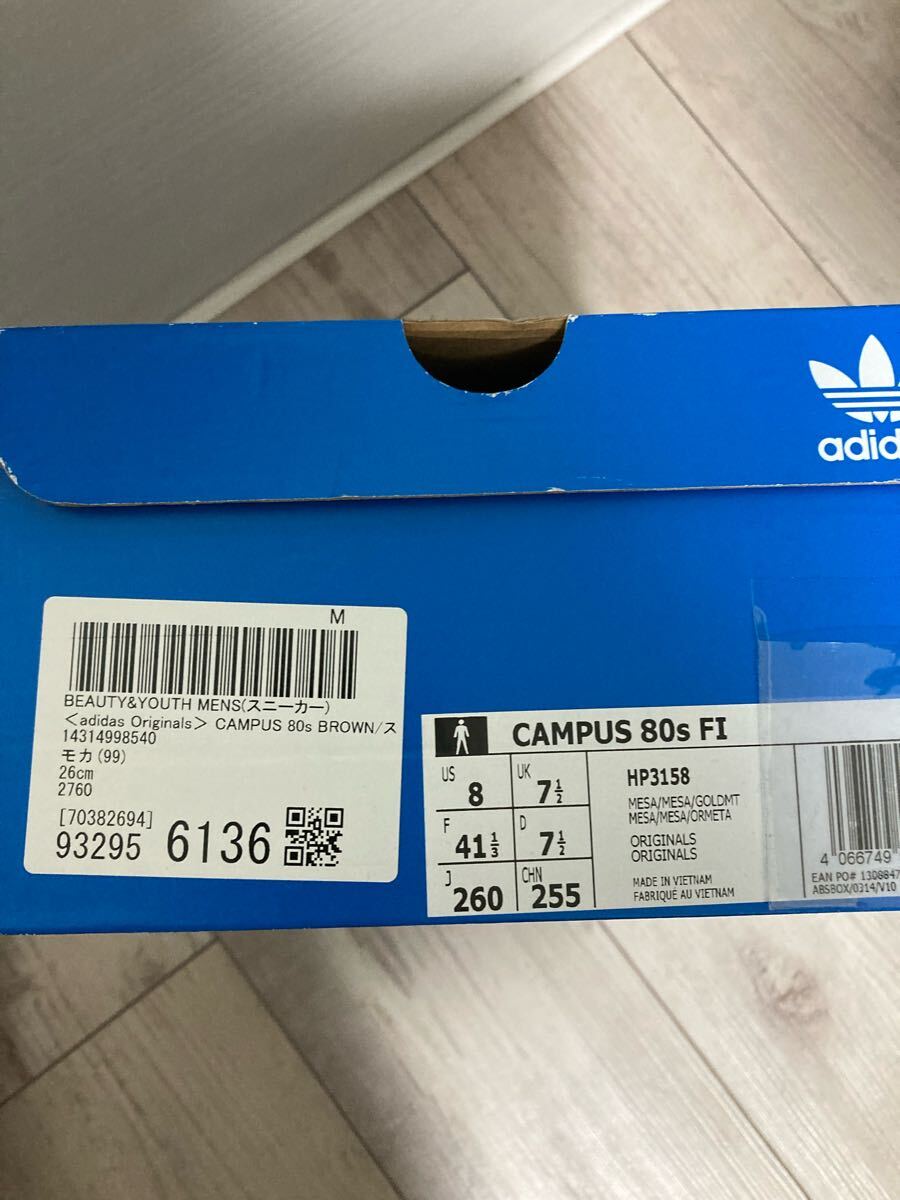 adid
M
BEAUTY&YOUTH MENS(スニーカー)
＜adidas Originals＞ CAMPUS 80s BROWN/ス
14314998540
モカ(99)
26cm
2760
[70382694]
93295 6136
CAMPUS 80s FI
US 8 UK 7½
F 41⅓ D 7½
J 260 CHN 255
HP3158
MESA/MESA/GOLDMT
MESA/MESA/ORMETA
ORIGINALS
ORIGINALS
MADE IN VIETNAM
FABRIQUÉ AU VIETNAM
4 066749
EAN PO# 1308847
ABSBOX/0314/V10